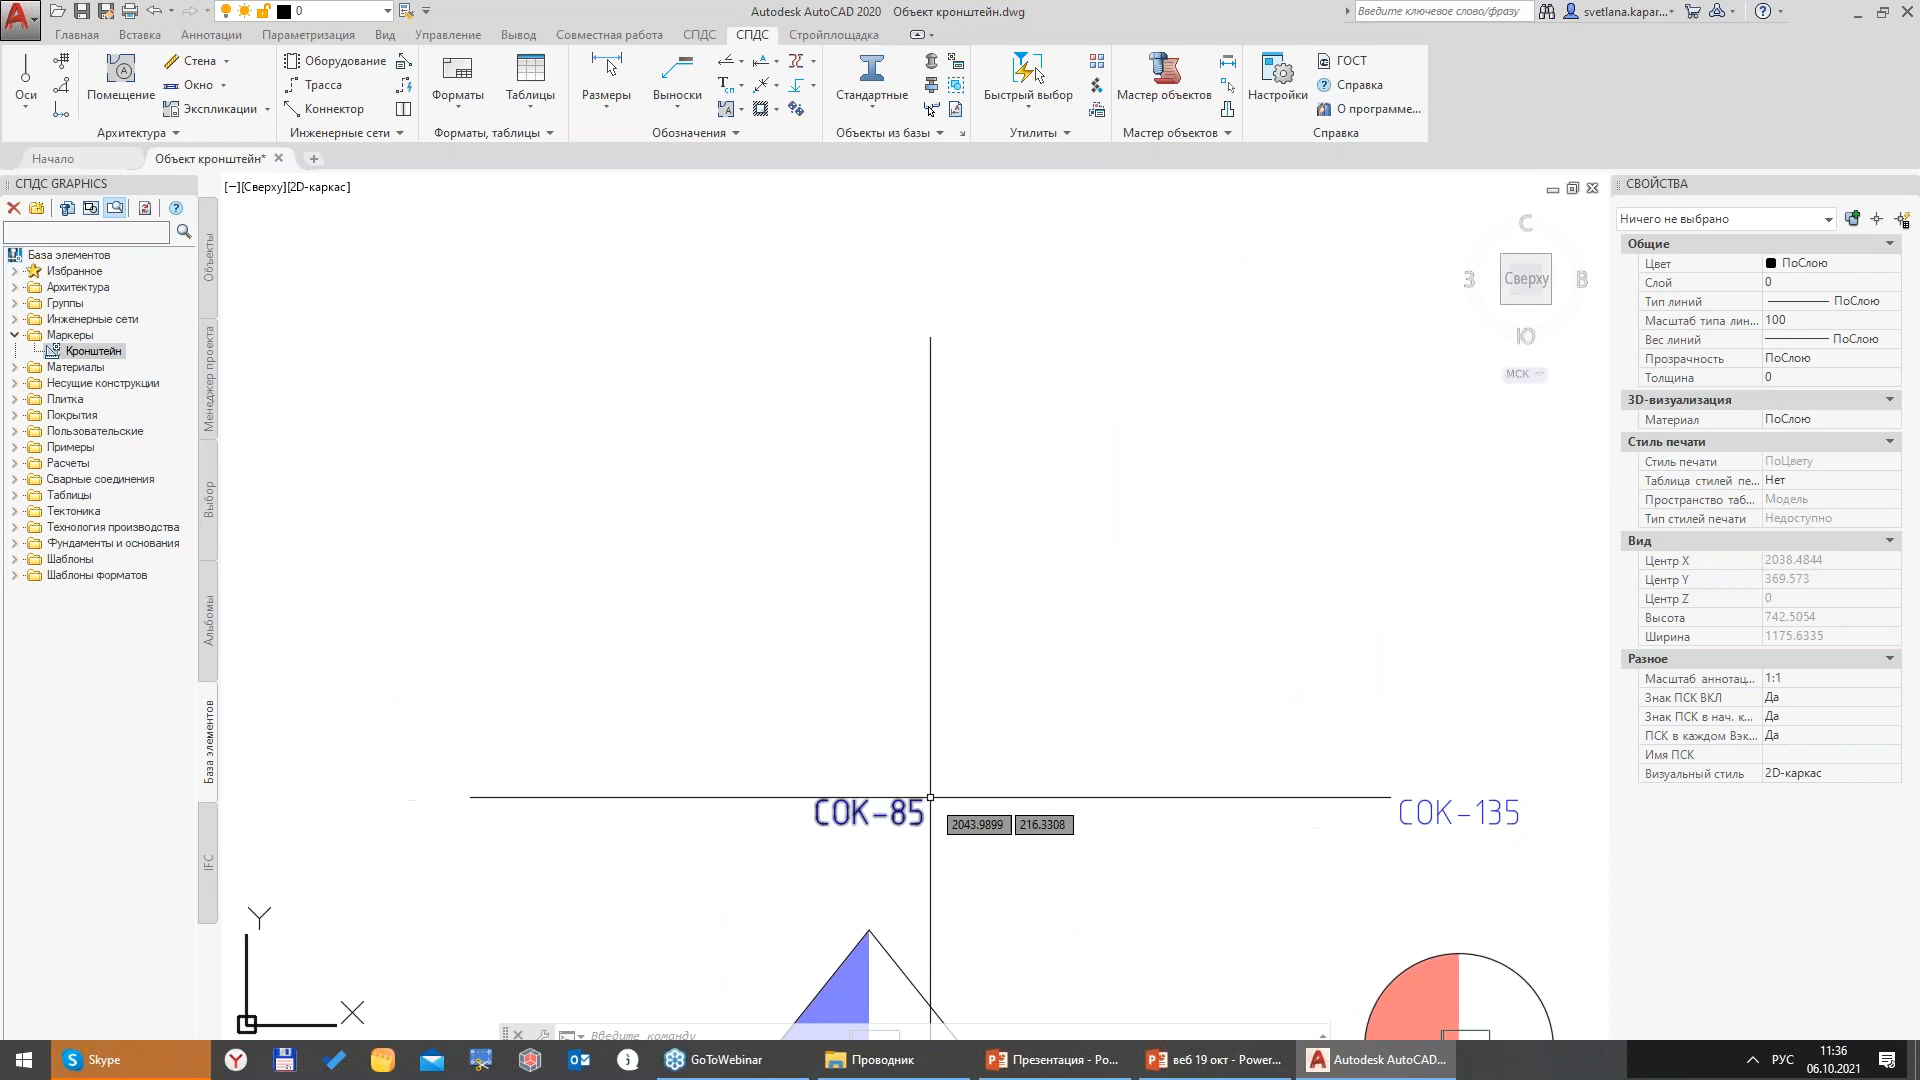 Autodesk AutoCAD 2020 Объект кронштейн.dwg
0
Введите ключевое слово/фразу
svetlana.kapar...
Главная Вставка Аннотации Параметризация Вид Управление Вывод Совместная работа СПДС СПДС Стройплощадка
Оси
Помещение
Стена
Окно
Экспликации
Архитектура
Оборудование
Трасса
Коннектор
Инженерные сети
Форматы
Таблицы
Форматы, таблицы
Размеры
Выноски
Обозначения
Стандартные
Объекты из базы
Быстрый выбор
Утилиты
Мастер объектов
Мастер объектов
Настройки
ГОСТ
Справка
О программе...
Справка
Начало
Объект кронштейн*
СПДС GRAPHICS
База элементов
Избранное
Архитектура
Группы
Инженерные сети
Маркеры
Кронштейн
Материалы
Несущие конструкции
Плитка
Покрытия
Пользовательские
Примеры
Расчеты
Сварные соединения
Таблицы
Тектоника
Технология производства
Фундаменты и основания
Шаблоны
Шаблоны форматов
Объекты
Менеджер проекта
Выбор
Альбомы
База элементов
IFC
[−][Сверху][2D-каркас]
С
З
Сверху
В
Ю
МСК
СОК-85
2043.9899 216.3308
СОК-135
Y
X
Введите команду
СВОЙСТВА
Ничего не выбрано
Общие
Цвет ПоСлою
Слой 0
Тип линий ПоСлою
Масштаб типа лин... 100
Вес линий ПоСлою
Прозрачность ПоСлою
Толщина 0
3D-визуализация
Материал ПоСлою
Стиль печати
Стиль печати ПоЦвету
Таблица стилей пе... Нет
Пространство таб... Модель
Тип стилей печати Недоступно
Вид
Центр X 2038.4844
Центр Y 369.573
Центр Z 0
Высота 742.5054
Ширина 1175.6335
Разное
Масштаб аннотац... 1:1
Знак ПСК ВКЛ Да
Знак ПСК в нач. к... Да
ПСК в каждом Вэк... Да
Имя ПСК
Визуальный стиль 2D-каркас
Skype
GoToWebinar
Проводник
Презентация - Po...
веб 19 окт - Power...
Autodesk AutoCAD...
РУС
11:36
06.10.2021